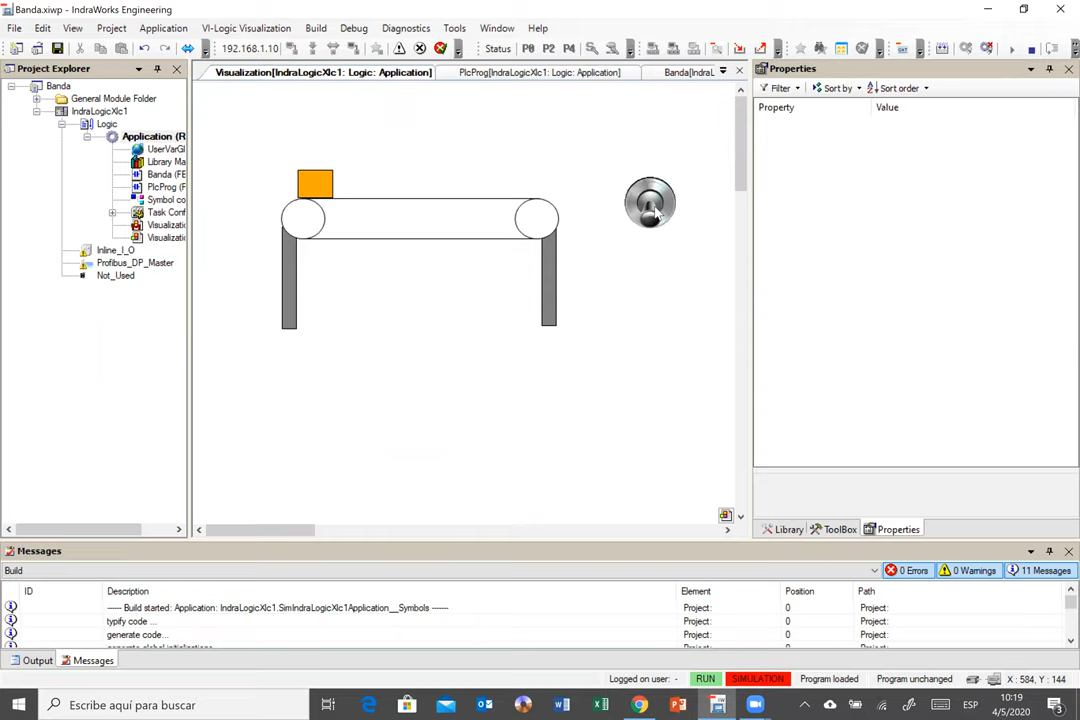 Banda.xiwp - IndraWorks Engineering
File Edit View Project Application VI-Logic Visualization Build Debug Diagnostics Tools Window Help
192.168.1.10 Status P0 P2 P4
Project Explorer
Visualization[IndraLogicXlc1: Logic: Application] PlcProg[IndraLogicXlc1: Logic: Application] Banda[IndraL
Properties
Banda
General Module Folder
IndraLogicXlc1
Logic
Application (R
UserVarGl
Library Ma
Banda (FE
PlcProg (F
Symbol co
Task Conf
Visualizatic
Visualizati
Inline_I_O
Profibus_DP_Master
Not_Used
Filter Sort by Sort order
Property Value
Library ToolBox Properties
Messages
Build
0 Errors 0 Warnings 11 Messages
ID Description Element Position Path
------ Build started: Application: IndraLogicXlc1.SimIndraLogicXlc1Application__Symbols ------- Project: 0 Project:
typify code ... Project: 0 Project:
generate code... Project: 0 Project:
Output Messages
Logged on user: - RUN SIMULATION Program loaded Program unchanged X : 584, Y : 144
Escribe aquí para buscar
ESP
10:19
4/5/2020
3